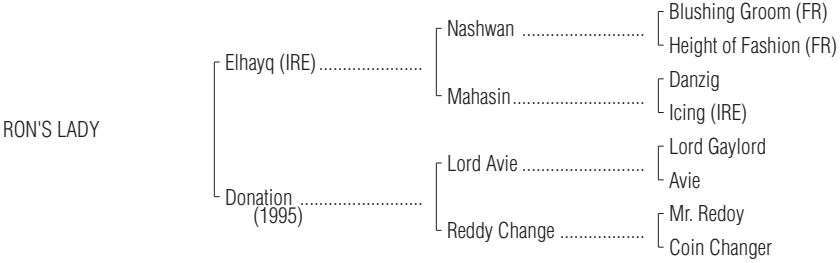 Blushing Groom (FR)
Nashwan ..........................
Height of Fashion (FR)
Elhayq (IRE)......................
Danzig
Mahasin............................
Icing (IRE)
RON'S LADY
Lord Gaylord
Lord Avie ..........................
Avie
Donation ..........................
(1995)
Mr. Redoy
Reddy Change ..................
Coin Changer